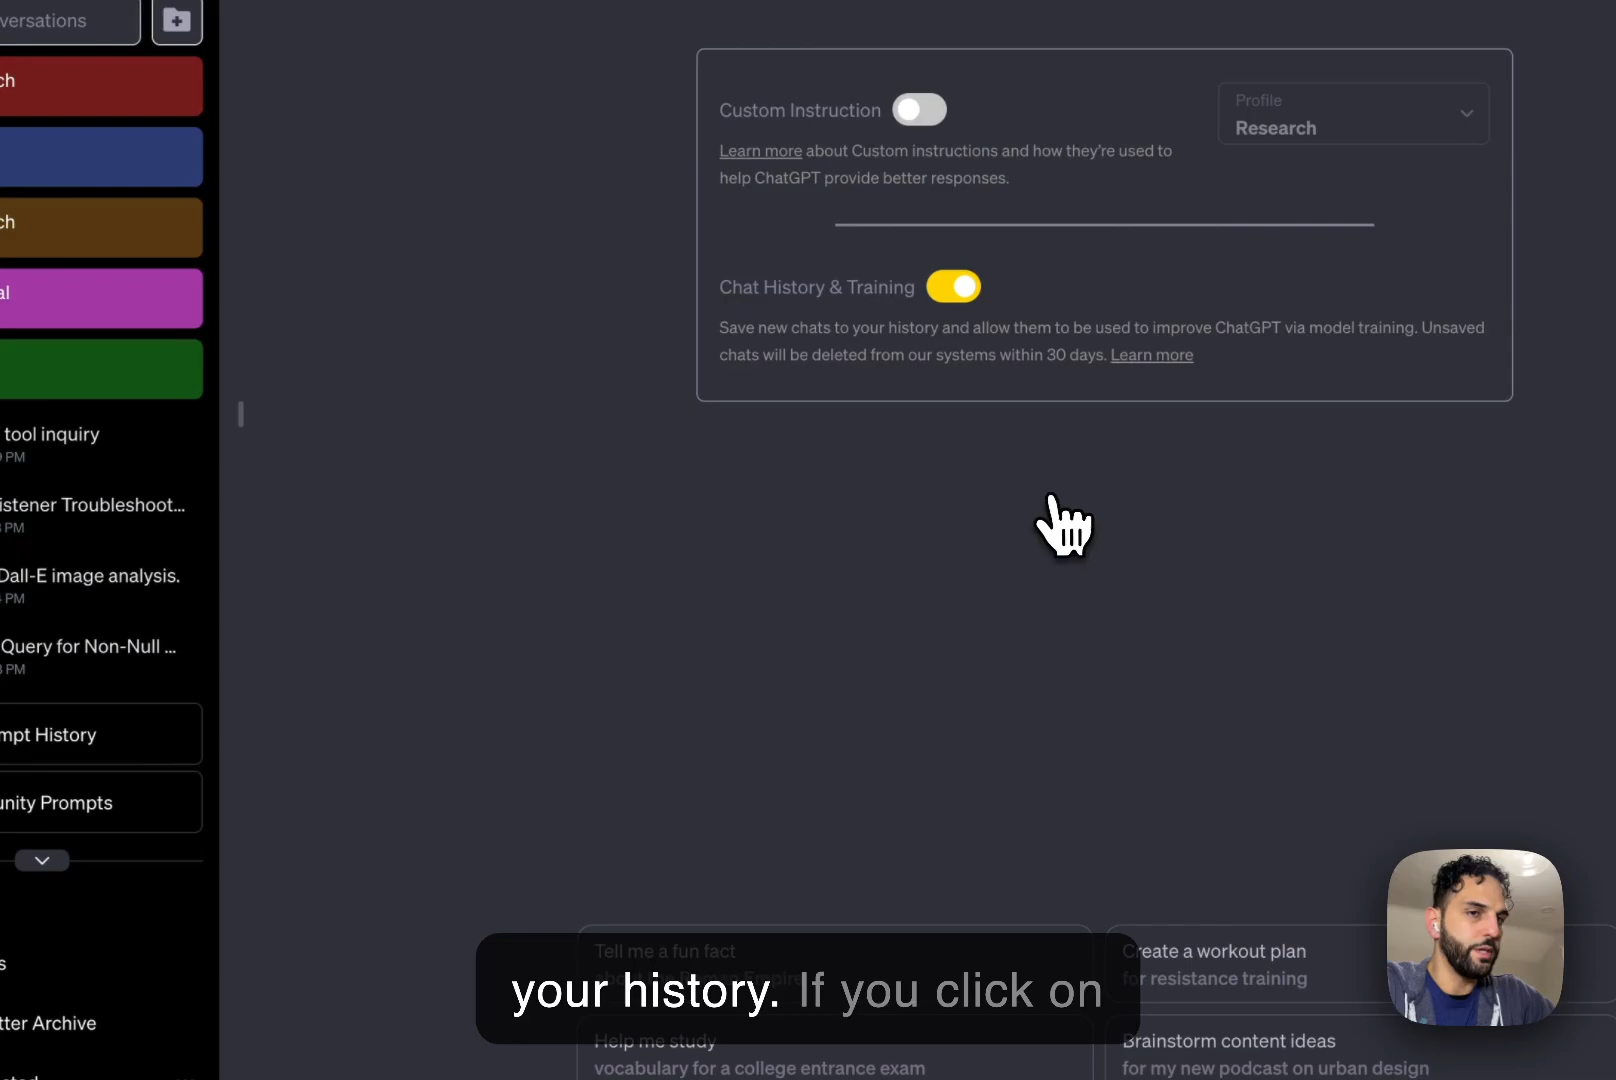 versations
ch
ch
al
tool inquiry
9 PM
istener Troubleshoot...
PM
Dall-E image analysis.
PM
Query for Non-Null ...
PM
mpt History
unity Prompts
s
tter Archive
Custom Instruction
Profile
Research
Learn more about Custom instructions and how they're used to
help ChatGPT provide better responses.
Chat History & Training
Save new chats to your history and allow them to be used to improve ChatGPT via model training. Unsaved
chats will be deleted from our systems within 30 days. Learn more
Tell me a fun fact
about the Roman Empire
Create a workout plan
for resistance training
your history. If you click on
Help me study
vocabulary for a college entrance exam
Brainstorm content ideas
for my new podcast on urban design